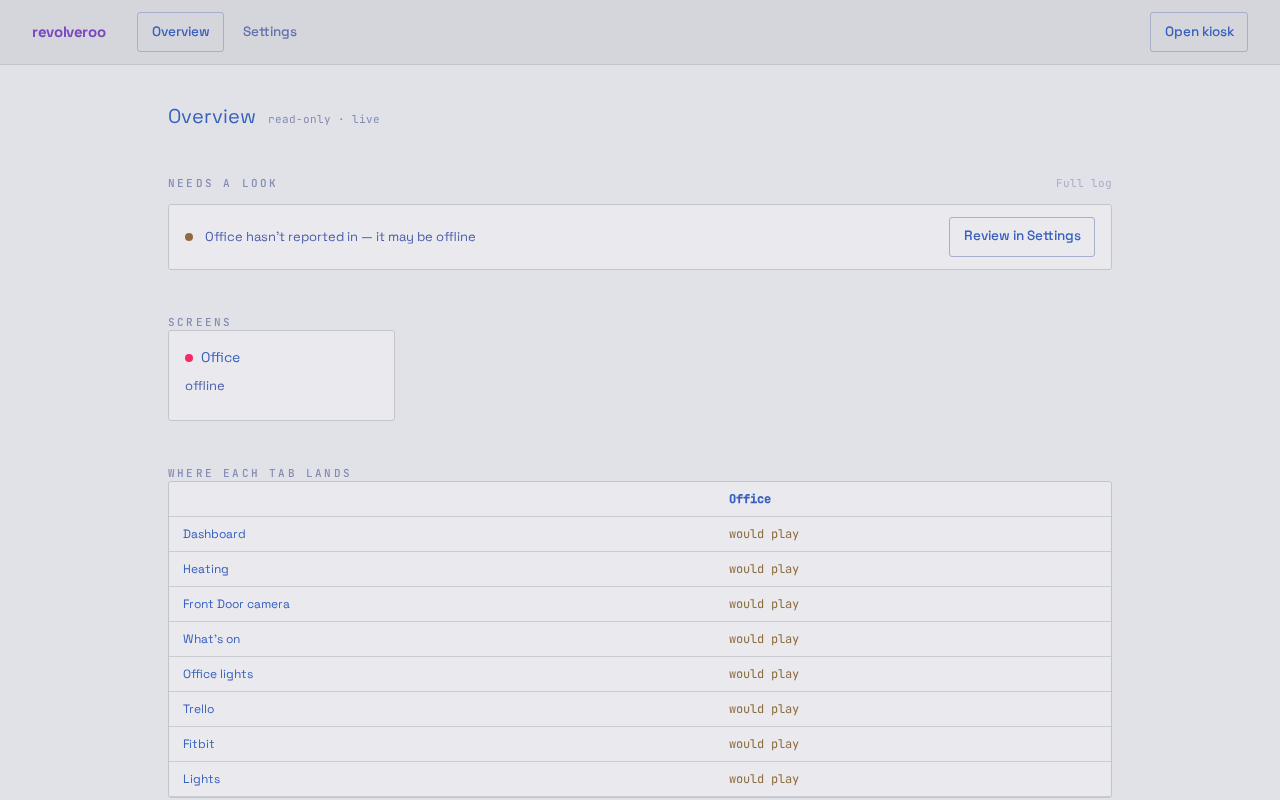 revolveroo Overview Settings Open kiosk
Overview read-only · live
NEEDS A LOOK Full log
Office hasn't reported in — it may be offline Review in Settings
SCREENS
Office
offline
WHERE EACH TAB LANDS
Office
Dashboard would play
Heating would play
Front Door camera would play
What's on would play
Office lights would play
Trello would play
Fitbit would play
Lights would play